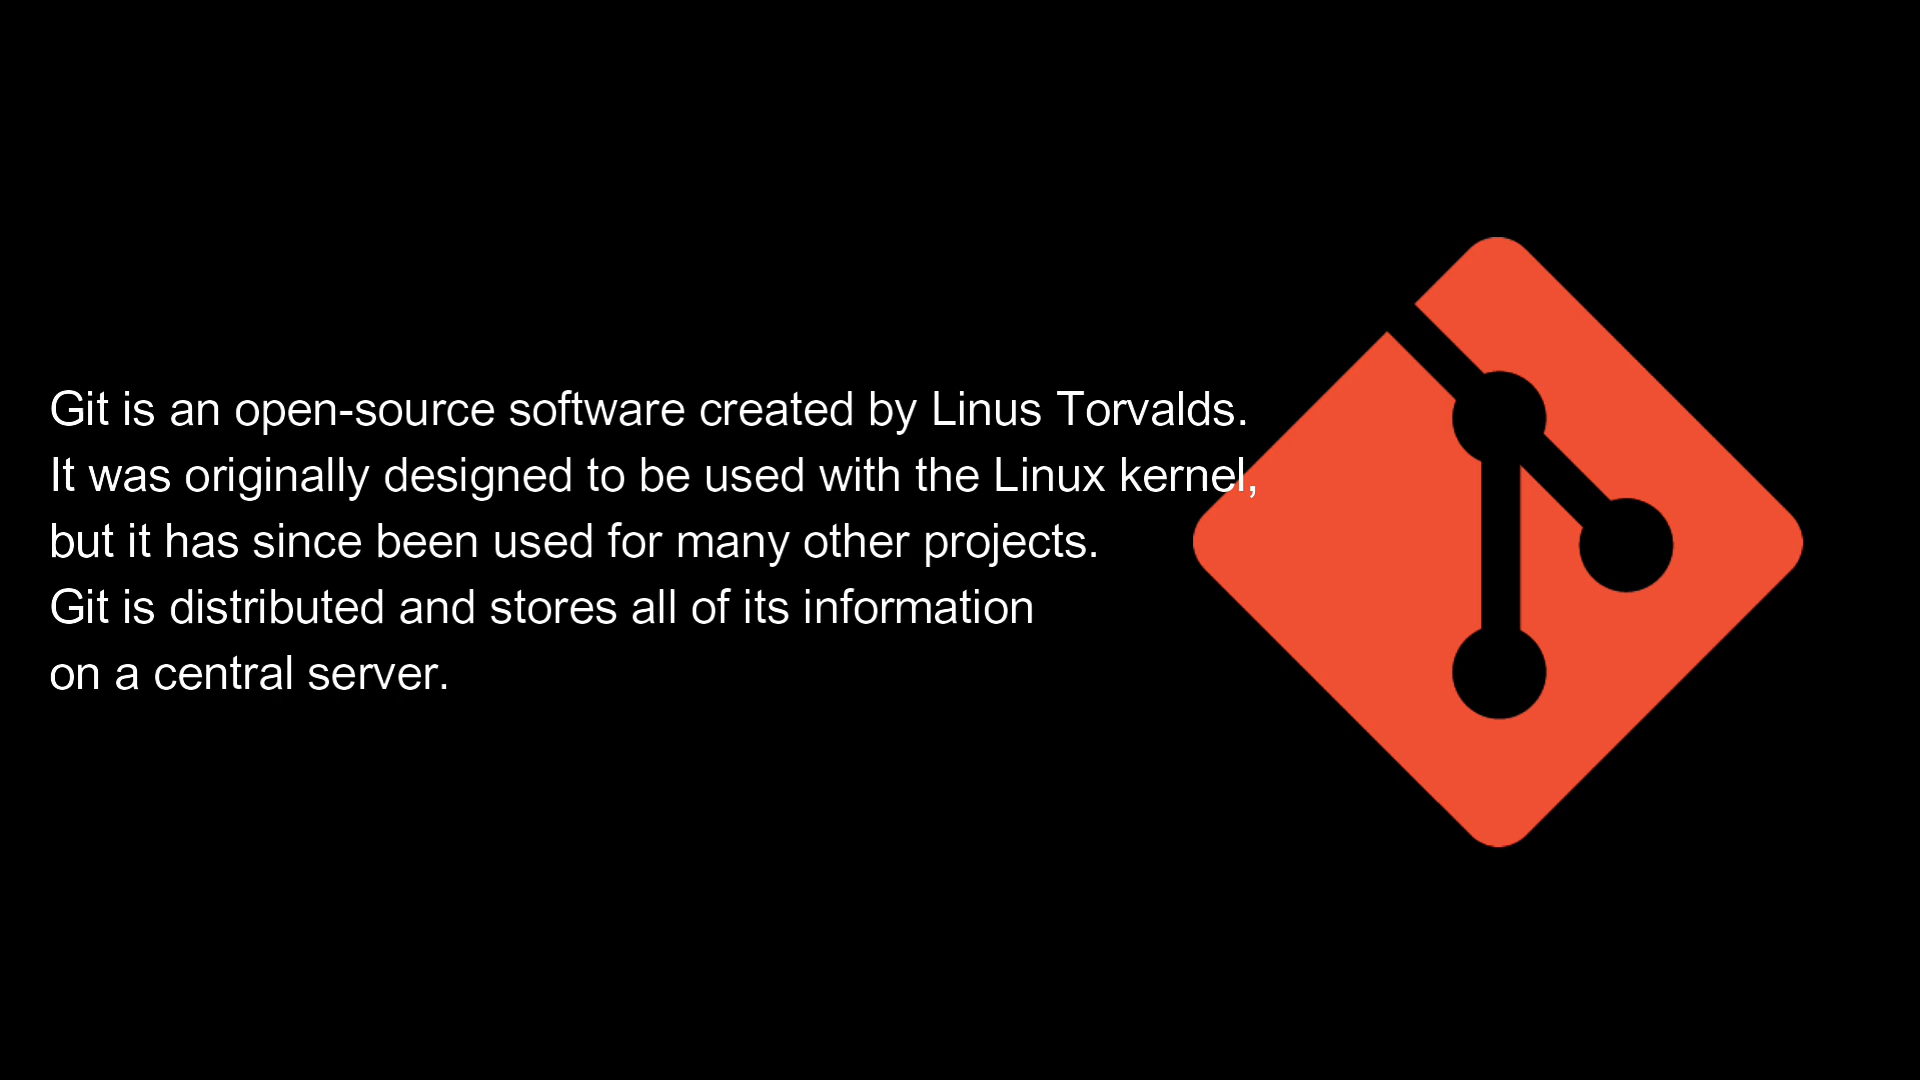 Git is an open-source software created by Linus Torvalds.
It was originally designed to be used with the Linux kernel,
but it has since been used for many other projects.
Git is distributed and stores all of its information
on a central server.